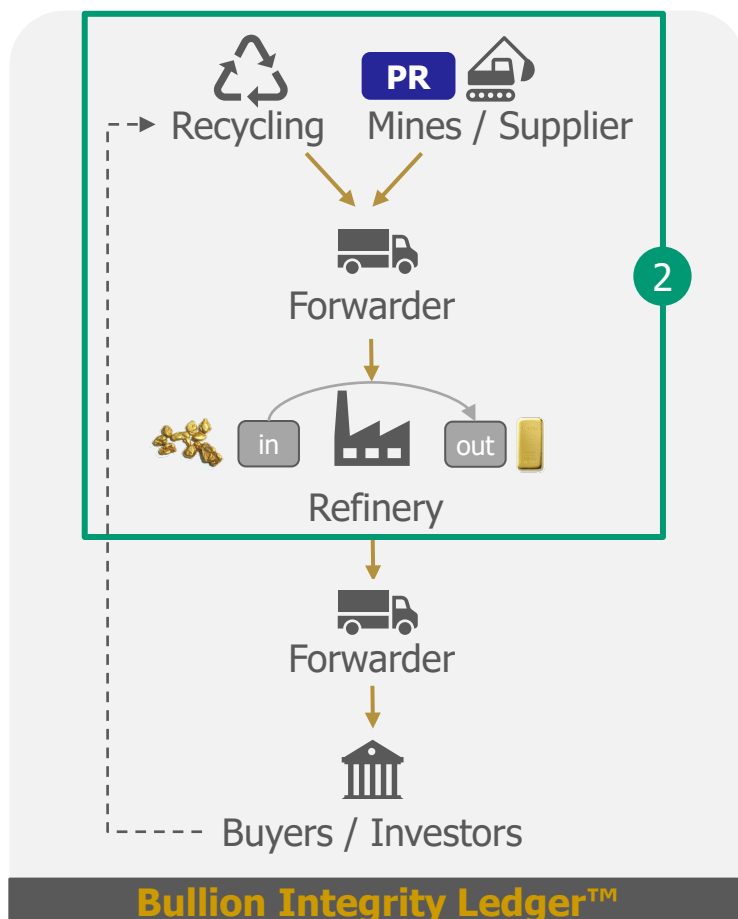 PR
Recycling
Mines / Supplier
Forwarder
2
in
out
Refinery
Forwarder
Buyers / Investors
Bullion Integrity Ledger™